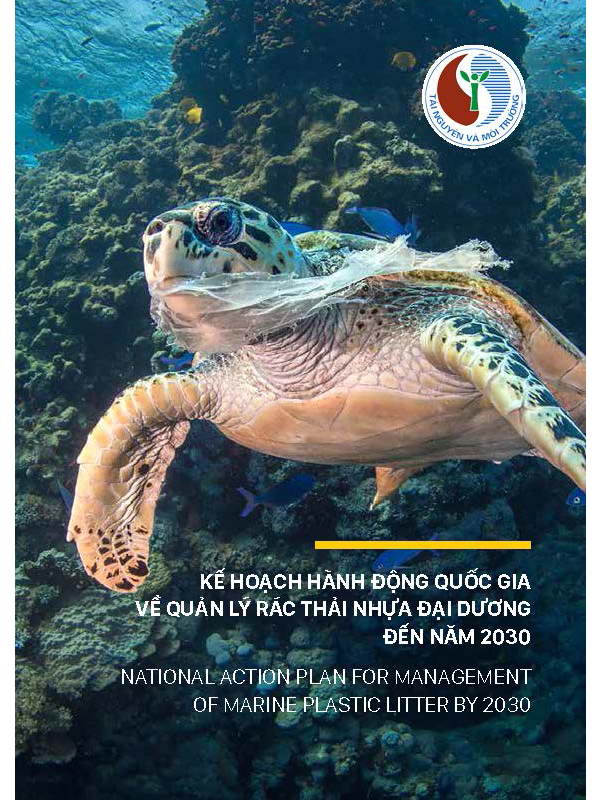 TÀI NGUYÊN VÀ MÔI TRƯỜNG
KẾ HOẠCH HÀNH ĐỘNG QUỐC GIA
VỀ QUẢN LÝ RÁC THẢI NHỰA ĐẠI DƯƠNG
ĐẾN NĂM 2030
NATIONAL ACTION PLAN FOR MANAGEMENT
OF MARINE PLASTIC LITTER BY 2030